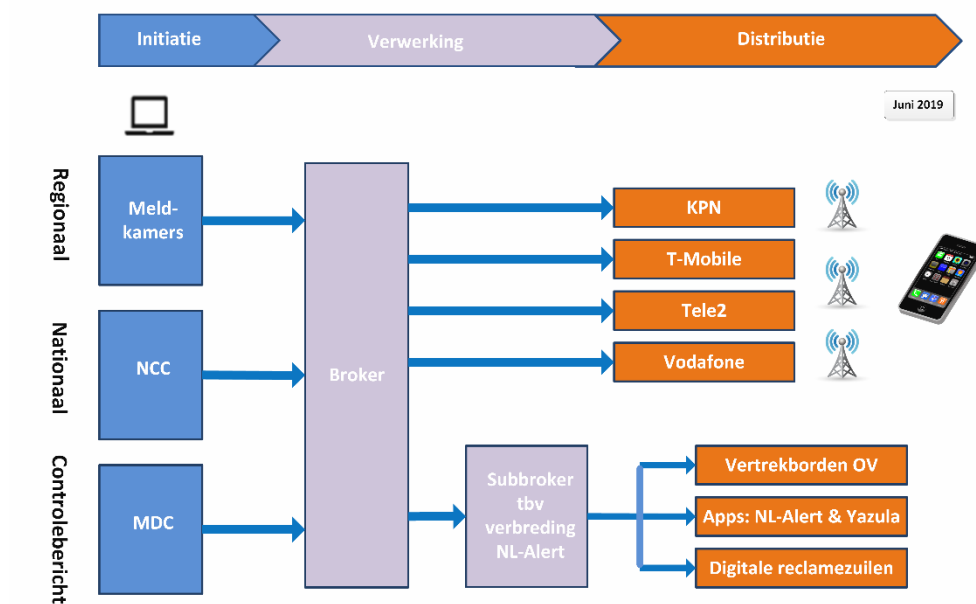 Initiatie
Verwerking
Distributie
Juni 2019
Regionaal
Meld-
kamers
KPN
T-Mobile
Tele2
Vodafone
Nationaal
NCC
Broker
Controlebericht
MDC
Subbroker
tbv
verbreding
NL-Alert
Vertrekborden OV
Apps: NL-Alert & Yazula
Digitale reclamezuilen